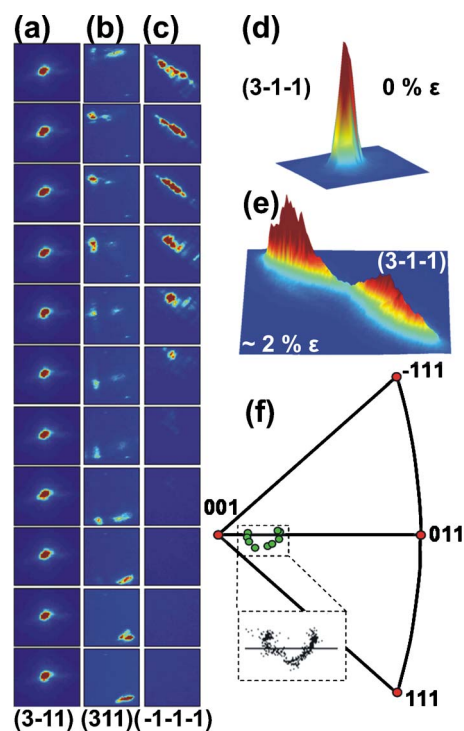 (a) (b) (c) (d)
(3-1-1) 0 % ε
(e)
(3-1-1)
~ 2 % ε
-111
(f)
001
011
111
(3-11) (311) (-1-1-1)